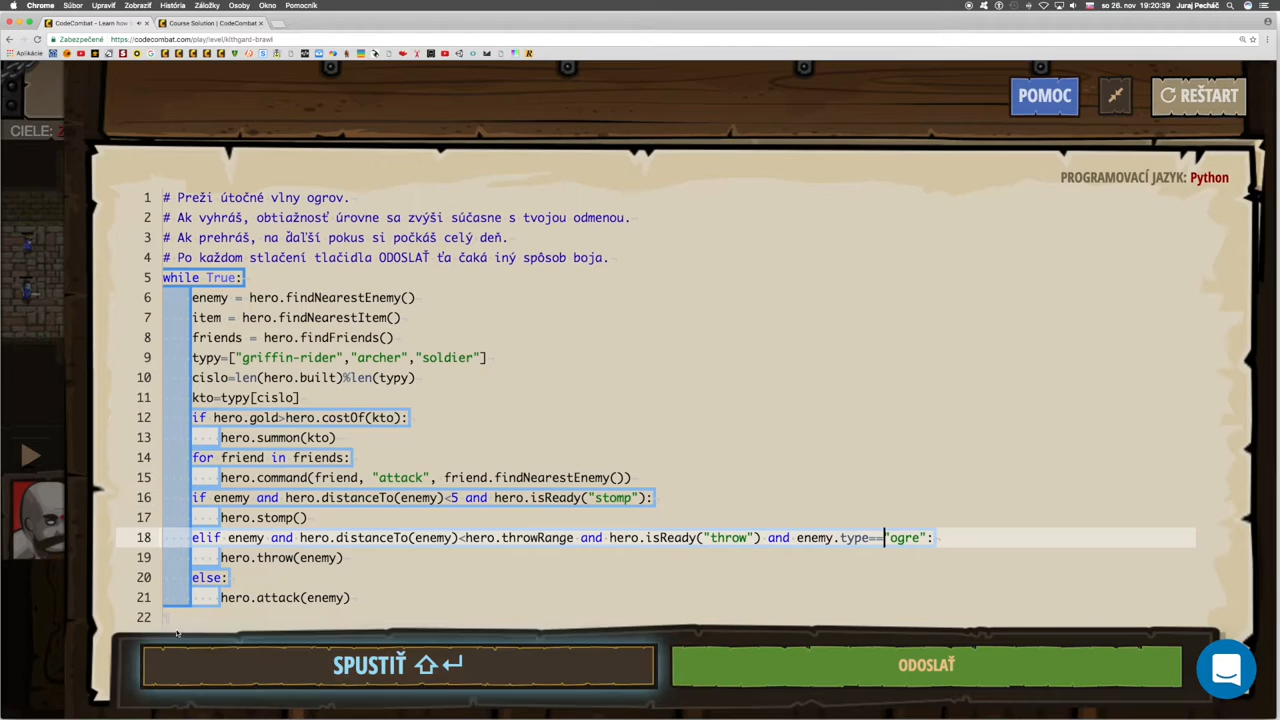 Chrome Súbor Upraviť Zobraziť História Záložky Osoby Okno Pomocník
so 26. nov 19:20:39 Juraj Pecháč
CodeCombat - Learn how
Course Solution | CodeCombat
Zabezpečené https://codecombat.com/play/level/kithgard-brawl
Aplikácie
POMOC
REŠTART
CIELE:
PROGRAMOVACÍ JAZYK: Python
1 # Preži útočné vlny ogrov.
2 # Ak vyhráš, obtiažnosť úrovne sa zvýši súčasne s tvojou odmenou.
3 # Ak prehráš, na ďalší pokus si počkáš celý deň.
4 # Po každom stlačení tlačidla ODOSLAŤ ťa čaká iný spôsob boja.
5 while True:
6 enemy = hero.findNearestEnemy()
7 item = hero.findNearestItem()
8 friends = hero.findFriends()
9 typy=["griffin-rider","archer","soldier"]
10 cislo=len(hero.built)%len(typy)
11 kto=typy[cislo]
12 if hero.gold>hero.costOf(kto):
13 hero.summon(kto)
14 for friend in friends:
15 hero.command(friend, "attack", friend.findNearestEnemy())
16 if enemy and hero.distanceTo(enemy)<5 and hero.isReady("stomp"):
17 hero.stomp()
18 elif enemy and hero.distanceTo(enemy)<hero.throwRange and hero.isReady("throw") and enemy.type=="ogre":
19 hero.throw(enemy)
20 else:
21 hero.attack(enemy)
22
SPUSTIŤ
ODOSLAŤ